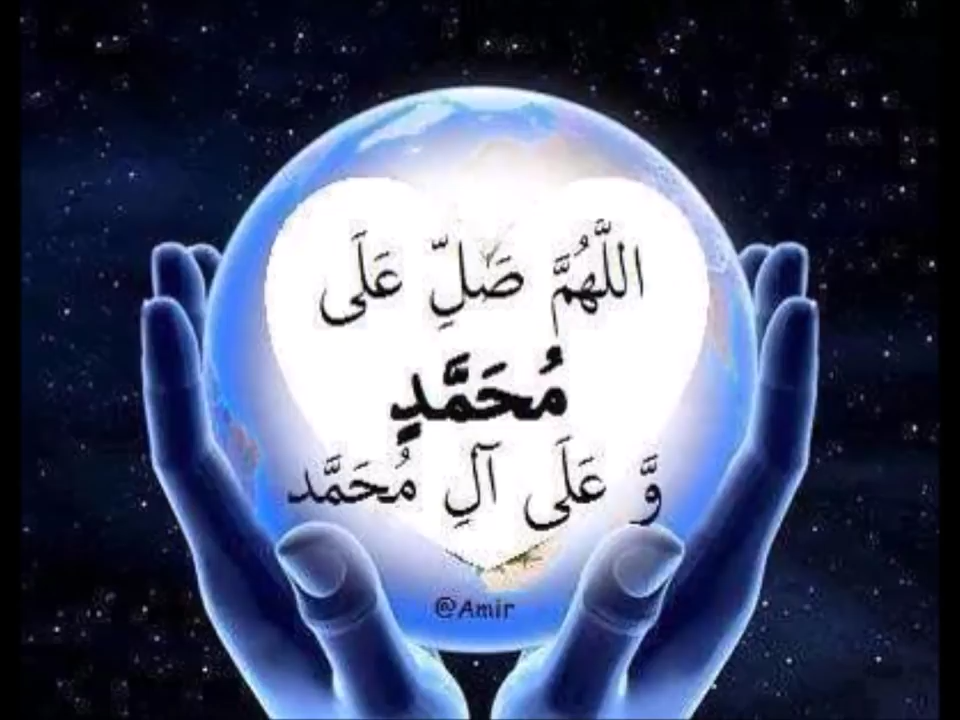 اللَّهُمَّ صَلِّ عَلَى
مُحَمَّدٍ
وَّ عَلَى آلِ مُحَمَّد
@Amir